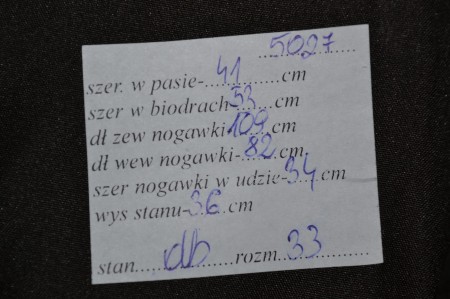 5027
szer. w pasie-..41............cm
szer w biodrach 53......cm
dł zew nogawki 109.cm
dł wew nogawki-.82...cm.
szer nogawki w udzie-34 cm
wys stanu-36..cm
stan......db........rozm..33............